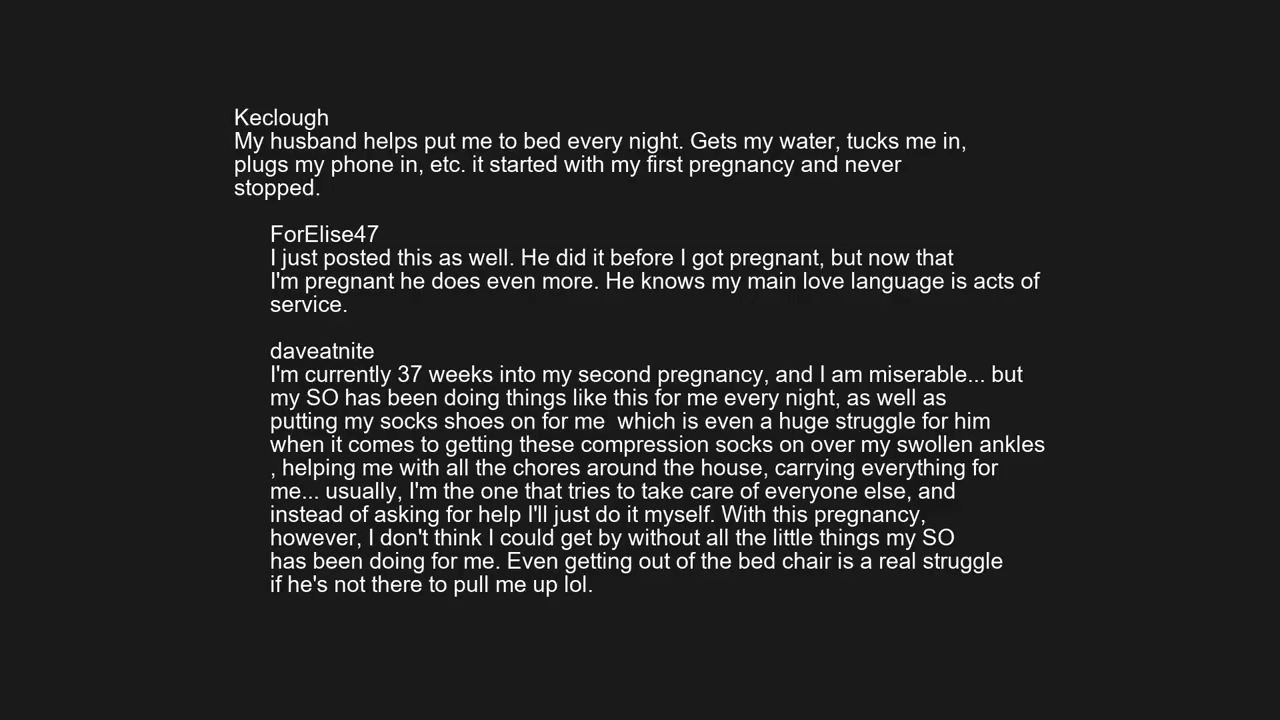 Keclough
My husband helps put me to bed every night. Gets my water, tucks me in,
plugs my phone in, etc. it started with my first pregnancy and never
stopped.
ForElise47
I just posted this as well. He did it before I got pregnant, but now that
I'm pregnant he does even more. He knows my main love language is acts of
service.
daveatnite
I'm currently 37 weeks into my second pregnancy, and I am miserable... but
my SO has been doing things like this for me every night, as well as
putting my socks shoes on for me  which is even a huge struggle for him
when it comes to getting these compression socks on over my swollen ankles
, helping me with all the chores around the house, carrying everything for
me... usually, I'm the one that tries to take care of everyone else, and
instead of asking for help I'll just do it myself. With this pregnancy,
however, I don't think I could get by without all the little things my SO
has been doing for me. Even getting out of the bed chair is a real struggle
if he's not there to pull me up lol.